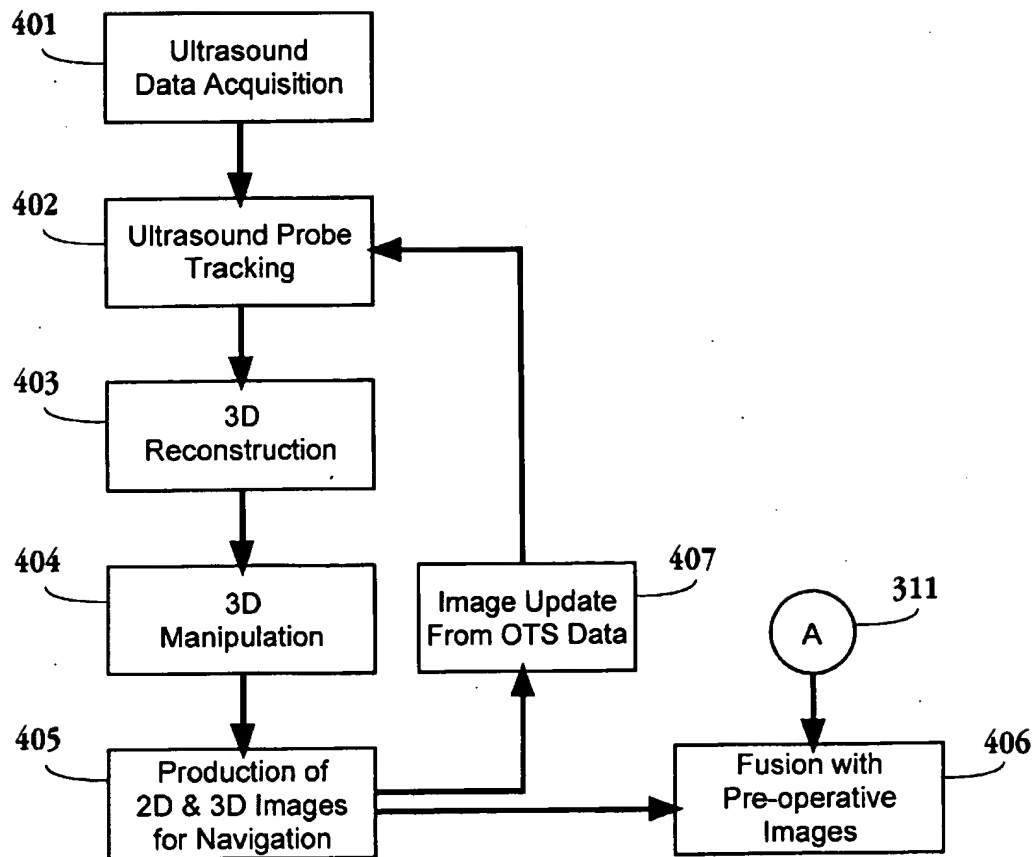 401
Ultrasound
Data Acquisition
402
Ultrasound Probe
Tracking
403
3D
Reconstruction
404
3D
Manipulation
407
Image Update
From OTS Data
311
A
405
Production of
2D & 3D Images
for Navigation
406
Fusion with
Pre-operative
Images